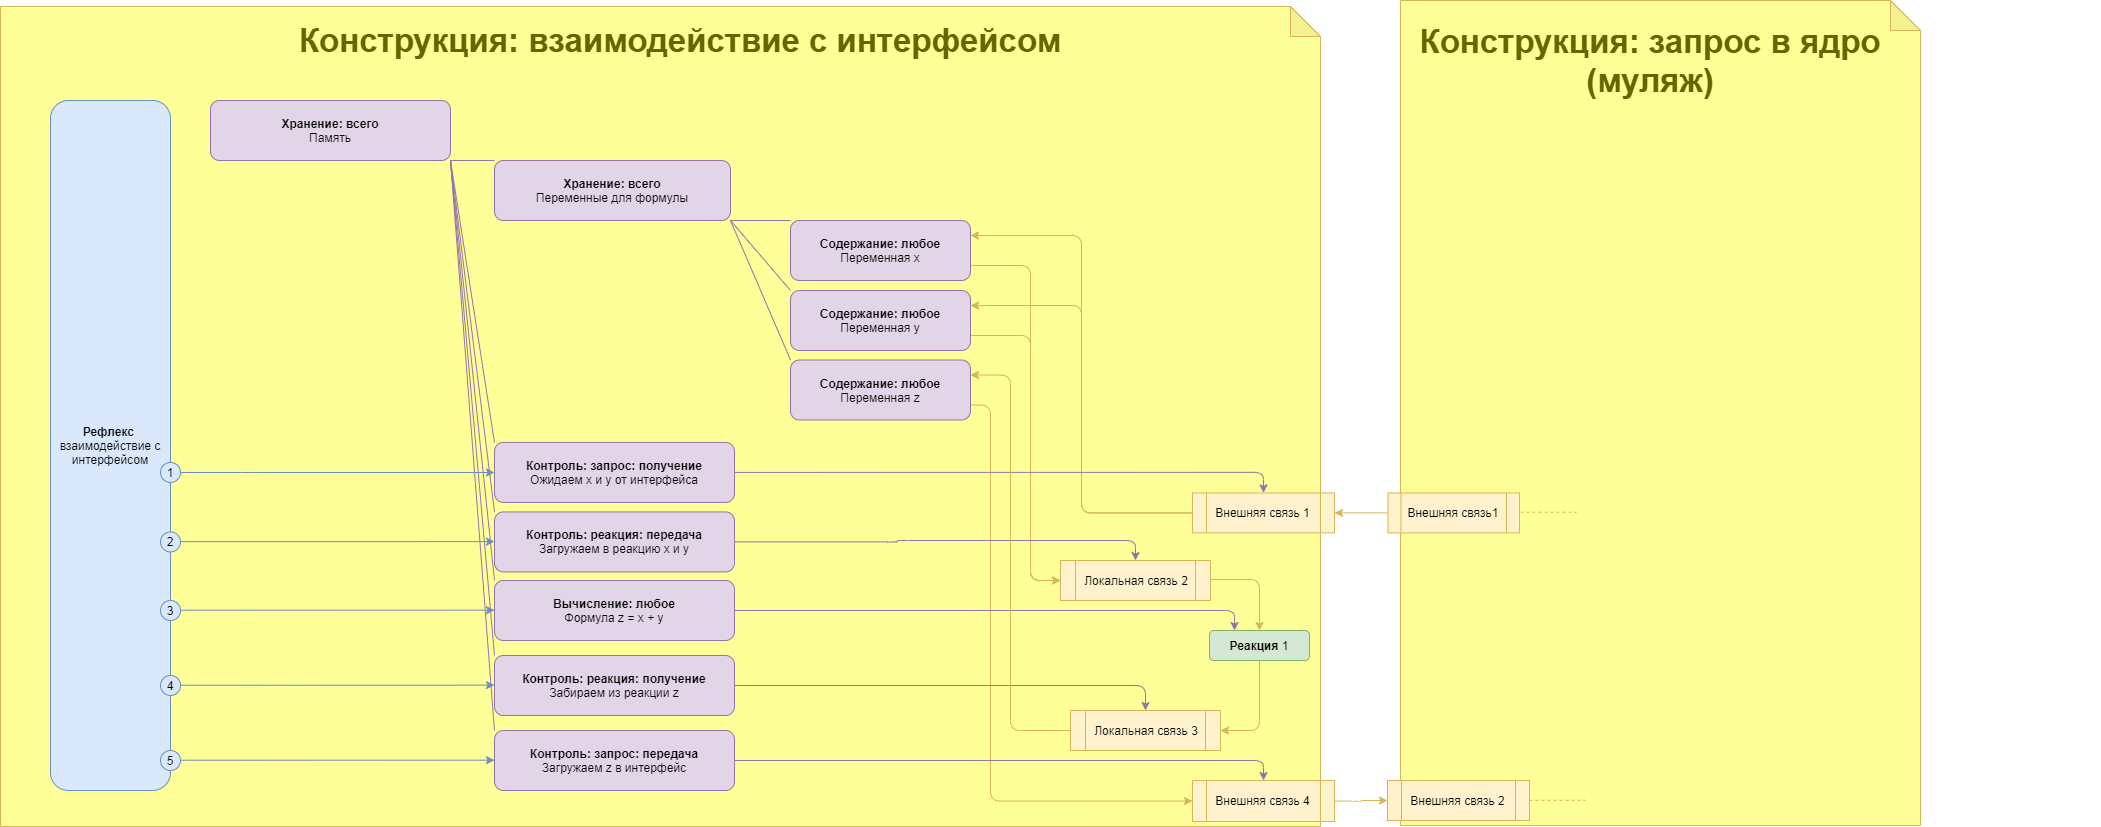 Конструкция: взаимодействие с интерфейсом
Конструкция: запрос в ядро
(муляж)
Хранение: всего
Память
Хранение: всего
Переменные для формулы
Содержание: любое
Переменная x
Содержание: любое
Переменная y
Содержание: любое
Переменная z
Рефлекс
взаимодействие с
интерфейсом
1
Контроль: запрос: получение
Ожидаем x и y от интерфейса
Внешняя связь 1
Внешняя связь1
2
Контроль: реакция: передача
Загружаем в реакцию x и y
Локальная связь 2
3
Вычисление: любое
Формула z = x + y
Реакция 1
4
Контроль: реакция: получение
Забираем из реакции z
Локальная связь 3
5
Контроль: запрос: передача
Загружаем z в интерфейс
Внешняя связь 4
Внешняя связь 2